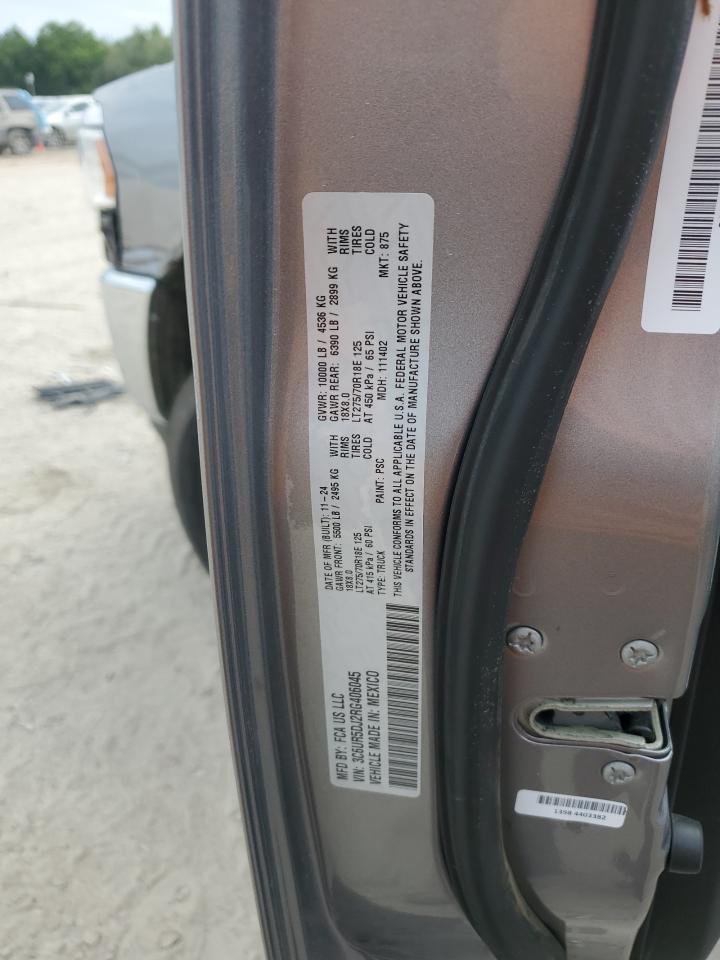 MFD BY: FCA US LLC
VIN: 3C6UR5DJ2RG406045
VEHICLE MADE IN: MEXICO
DATE OF MFR (BUILT): 11-24
GVWR: 10000 LB / 4536 KG
GAWR FRONT: 5500 LB / 2495 KG WITH
18X8.0 RIMS
LT275/70R18E 125 TIRES
AT 415 kPa / 60 PSI COLD
GAWR REAR: 6390 LB / 2899 KG WITH
18X8.0 RIMS
LT275/70R18E 125 TIRES
AT 450 kPa / 65 PSI COLD
TYPE: TRUCK PAINT: PSC MDH: 111402 MKT: 875
THIS VEHICLE CONFORMS TO ALL APPLICABLE U.S.A. FEDERAL MOTOR VEHICLE SAFETY
STANDARDS IN EFFECT ON THE DATE OF MANUFACTURE SHOWN ABOVE.
1398 4403382